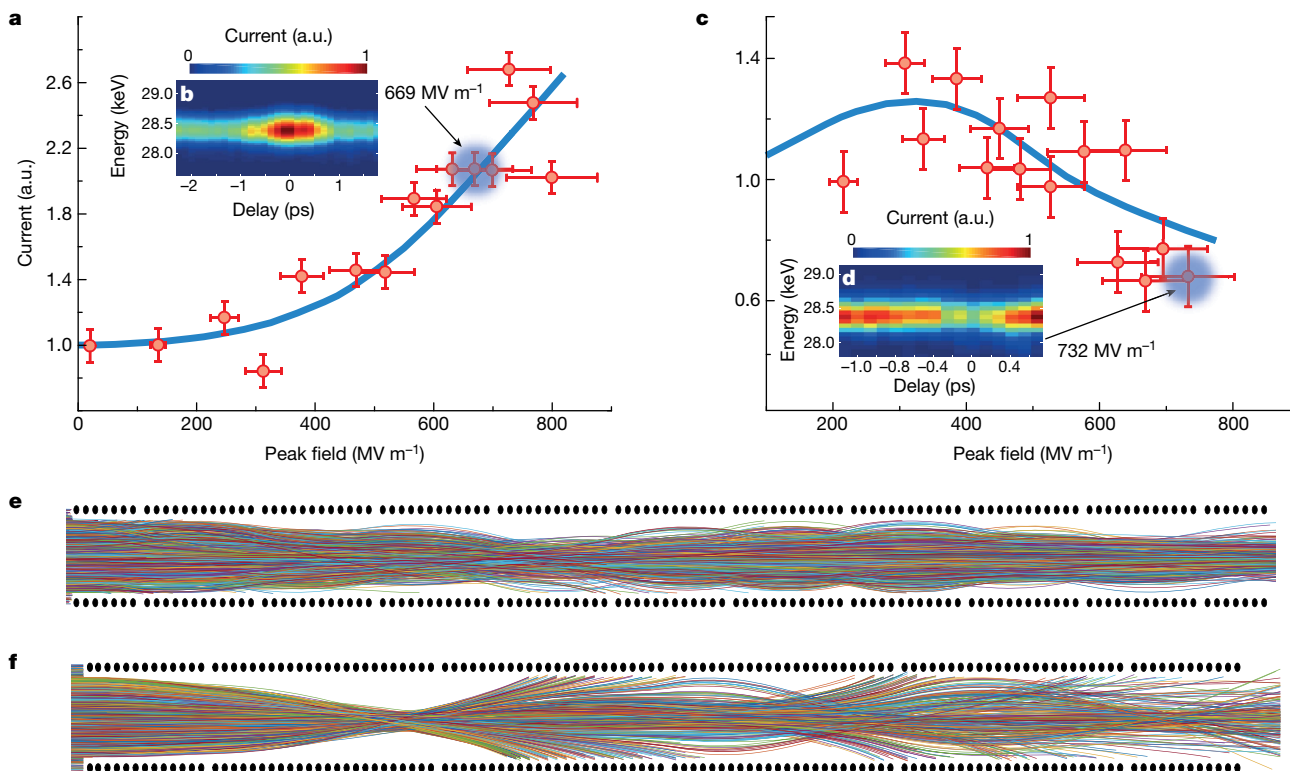 a
Current (a.u.)
0 1
b
Energy (keV)
29.0
28.5
28.0
−2 −1 0 1
Delay (ps)
669 MV m⁻¹
Current (a.u.)
2.6
2.2
1.8
1.4
1.0
0 200 400 600 800
Peak field (MV m⁻¹)
c
1.4
1.0
0.6
Current (a.u.)
0 1
d
Energy (keV)
29.0
28.5
28.0
−1.0 −0.8 −0.4 0 0.4
Delay (ps)
732 MV m⁻¹
200 400 600 800
Peak field (MV m⁻¹)
e
f